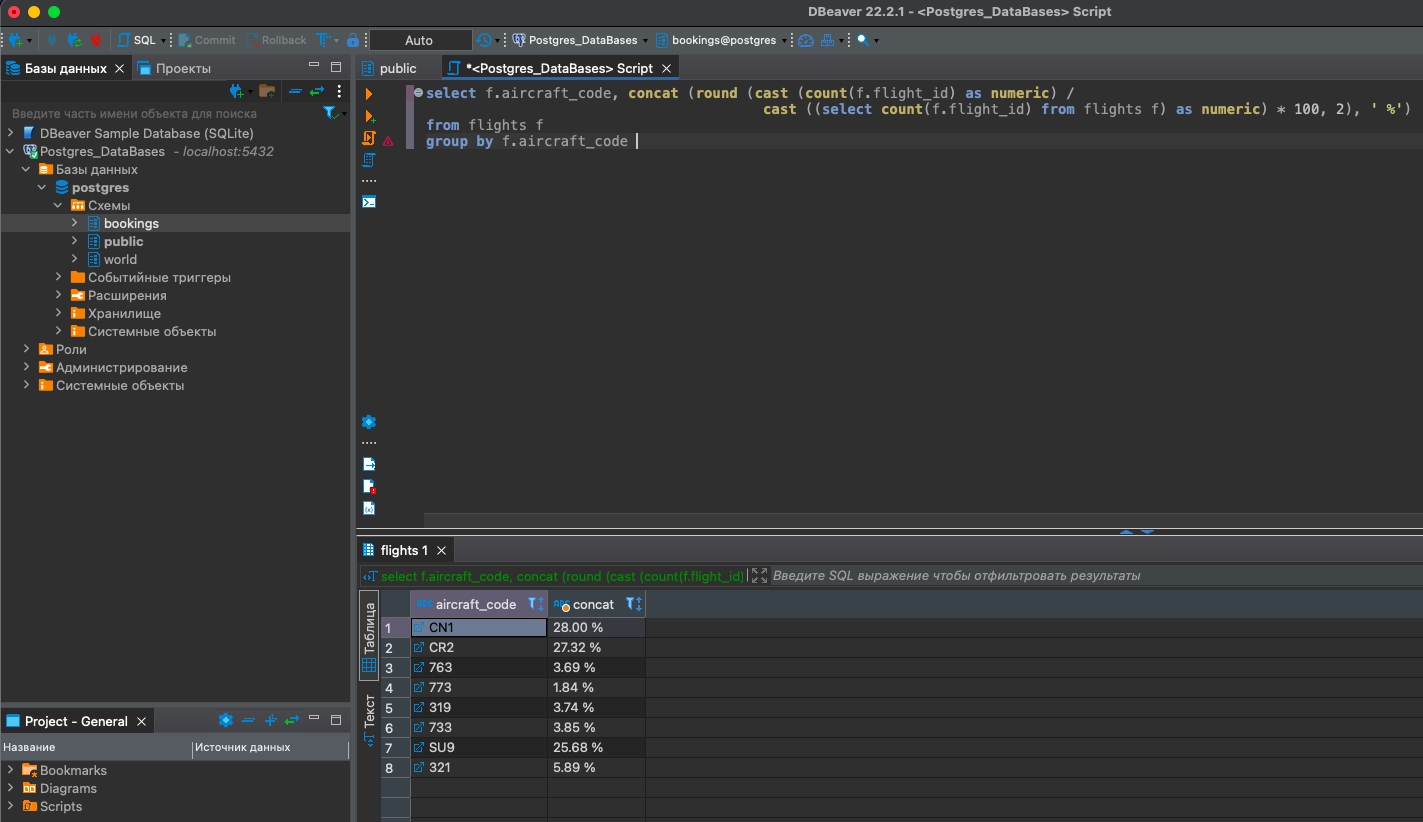 DBeaver 22.2.1 - <Postgres_DataBases> Script
SQL Commit Rollback Auto Postgres_DataBases bookings@postgres
Базы данных Проекты
public *<Postgres_DataBases> Script
Введите часть имени объекта для поиска
DBeaver Sample Database (SQLite)
Postgres_DataBases - localhost:5432
Базы данных
postgres
Схемы
bookings
public
world
Событийные триггеры
Расширения
Хранилище
Системные объекты
Роли
Администрирование
Системные объекты
select f.aircraft_code, concat (round (cast (count(f.flight_id) as numeric) /
cast ((select count(f.flight_id) from flights f) as numeric) * 100, 2), ' %')
from flights f
group by f.aircraft_code
flights 1
select f.aircraft_code, concat (round (cast (count(f.flight_id) Введите SQL выражение чтобы отфильтровать результаты
Таблица
Текст
aircraft_code concat
1 CN1 28.00 %
2 CR2 27.32 %
3 763 3.69 %
4 773 1.84 %
5 319 3.74 %
6 733 3.85 %
7 SU9 25.68 %
8 321 5.89 %
Project - General
Название Источник данных
Bookmarks
Diagrams
Scripts